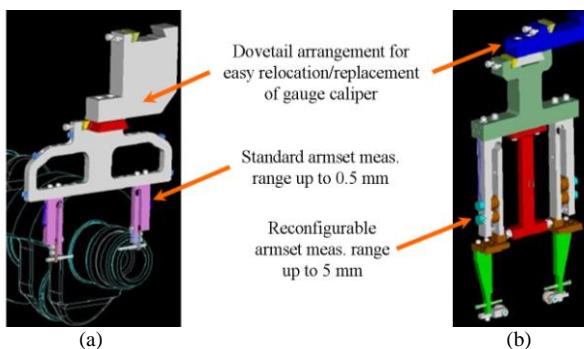 Dovetail arrangement for
easy relocation/replacement
of gauge caliper
Standard armset meas.
range up to 0.5 mm
Reconfigurable
armset meas. range
up to 5 mm
(a)
(b)